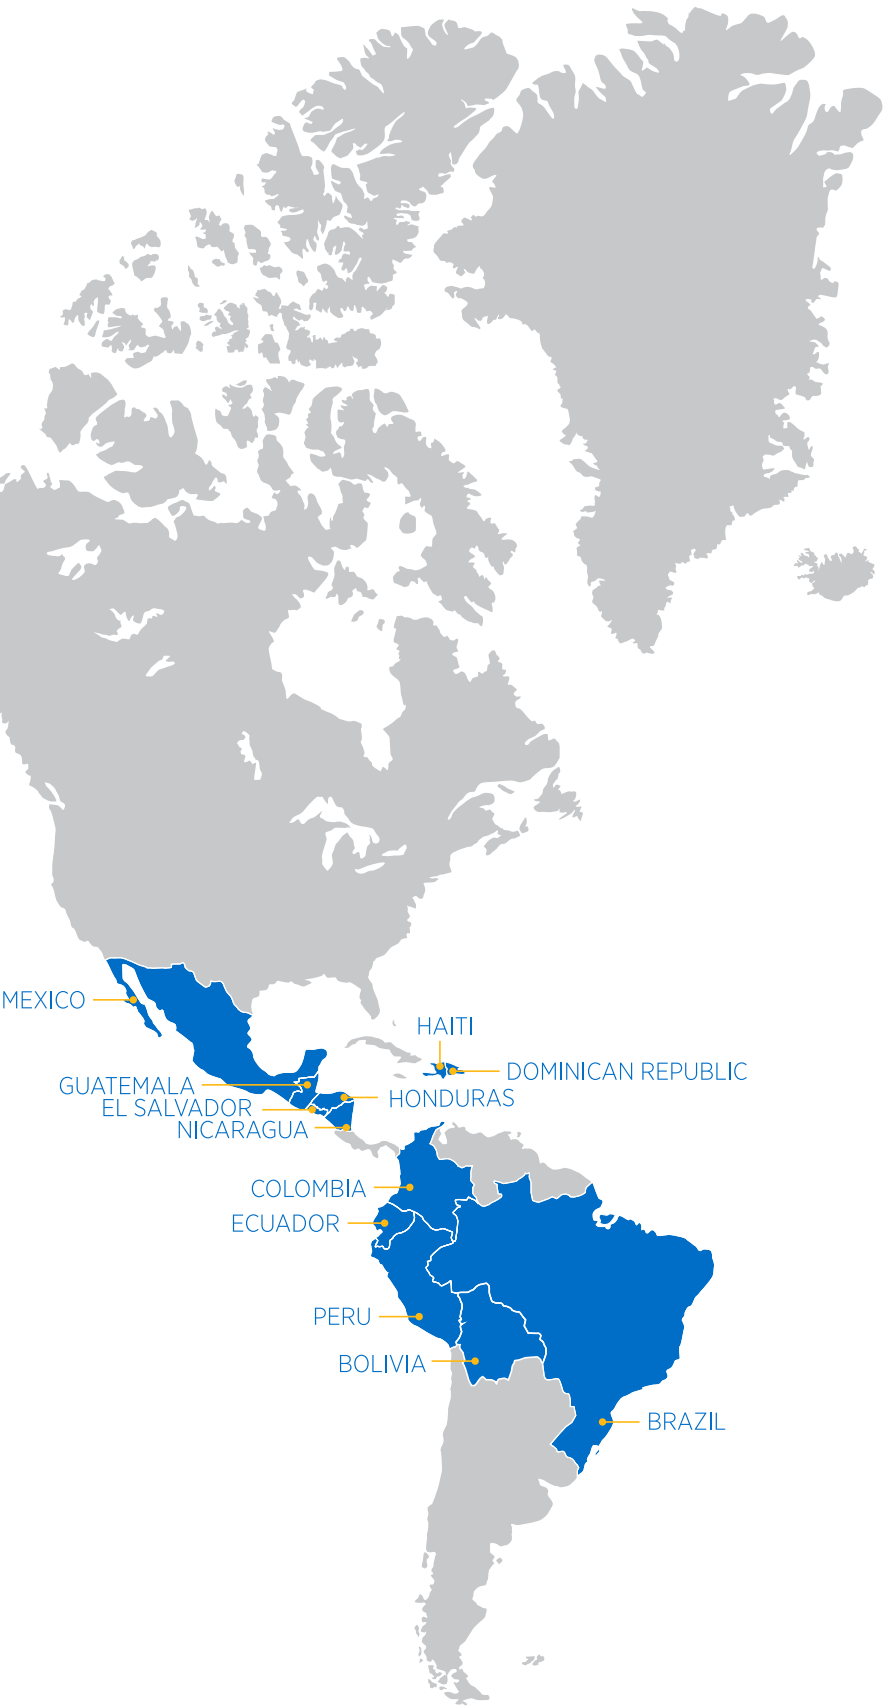 MEXICO
HAITI
DOMINICAN REPUBLIC
GUATEMALA
HONDURAS
EL SALVADOR
NICARAGUA
COLOMBIA
ECUADOR
PERU
BOLIVIA
BRAZIL